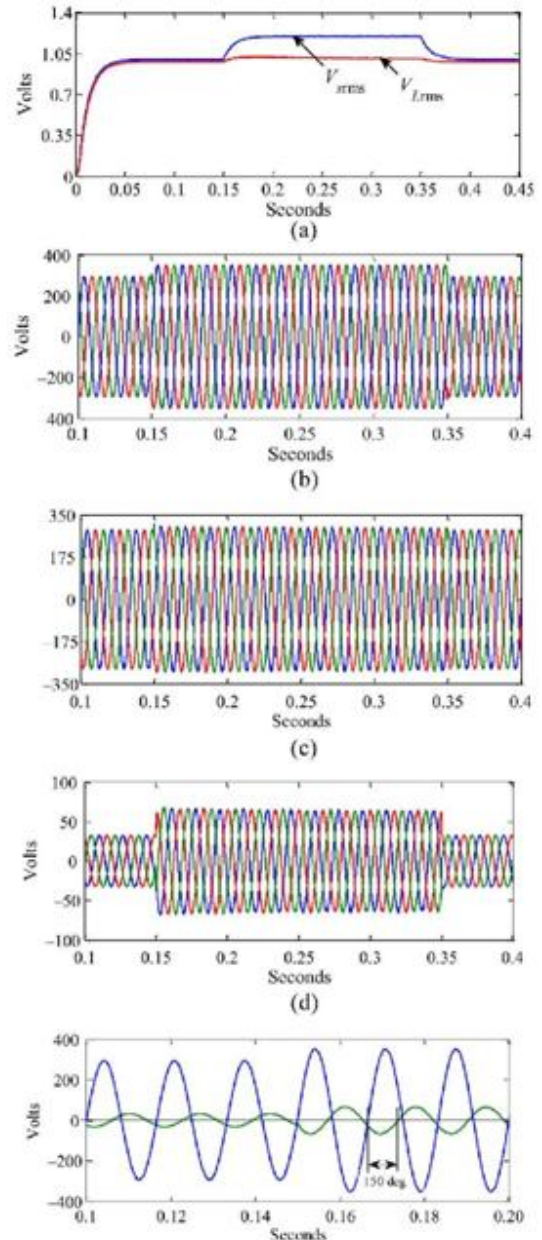 1.4
1.05
0.7
0.35
0
Volts
Vsrms
VLrms
0 0.05 0.1 0.15 0.2 0.25 0.3 0.35 0.4 0.45
Seconds
(a)
400
200
0
-200
400
Volts
0.1 0.15 0.2 0.25 0.3 0.35 0.4
Seconds
(b)
350
175
0
-175
-350
Volts
0.1 0.15 0.2 0.25 0.3 0.35 0.4
Seconds
(c)
100
50
0
-50
-100
Volts
0.1 0.15 0.2 0.25 0.3 0.35 0.4
Seconds
(d)
400
200
0
-200
-400
Volts
150 deg.
0.1 0.12 0.14 0.16 0.18 0.20
Seconds